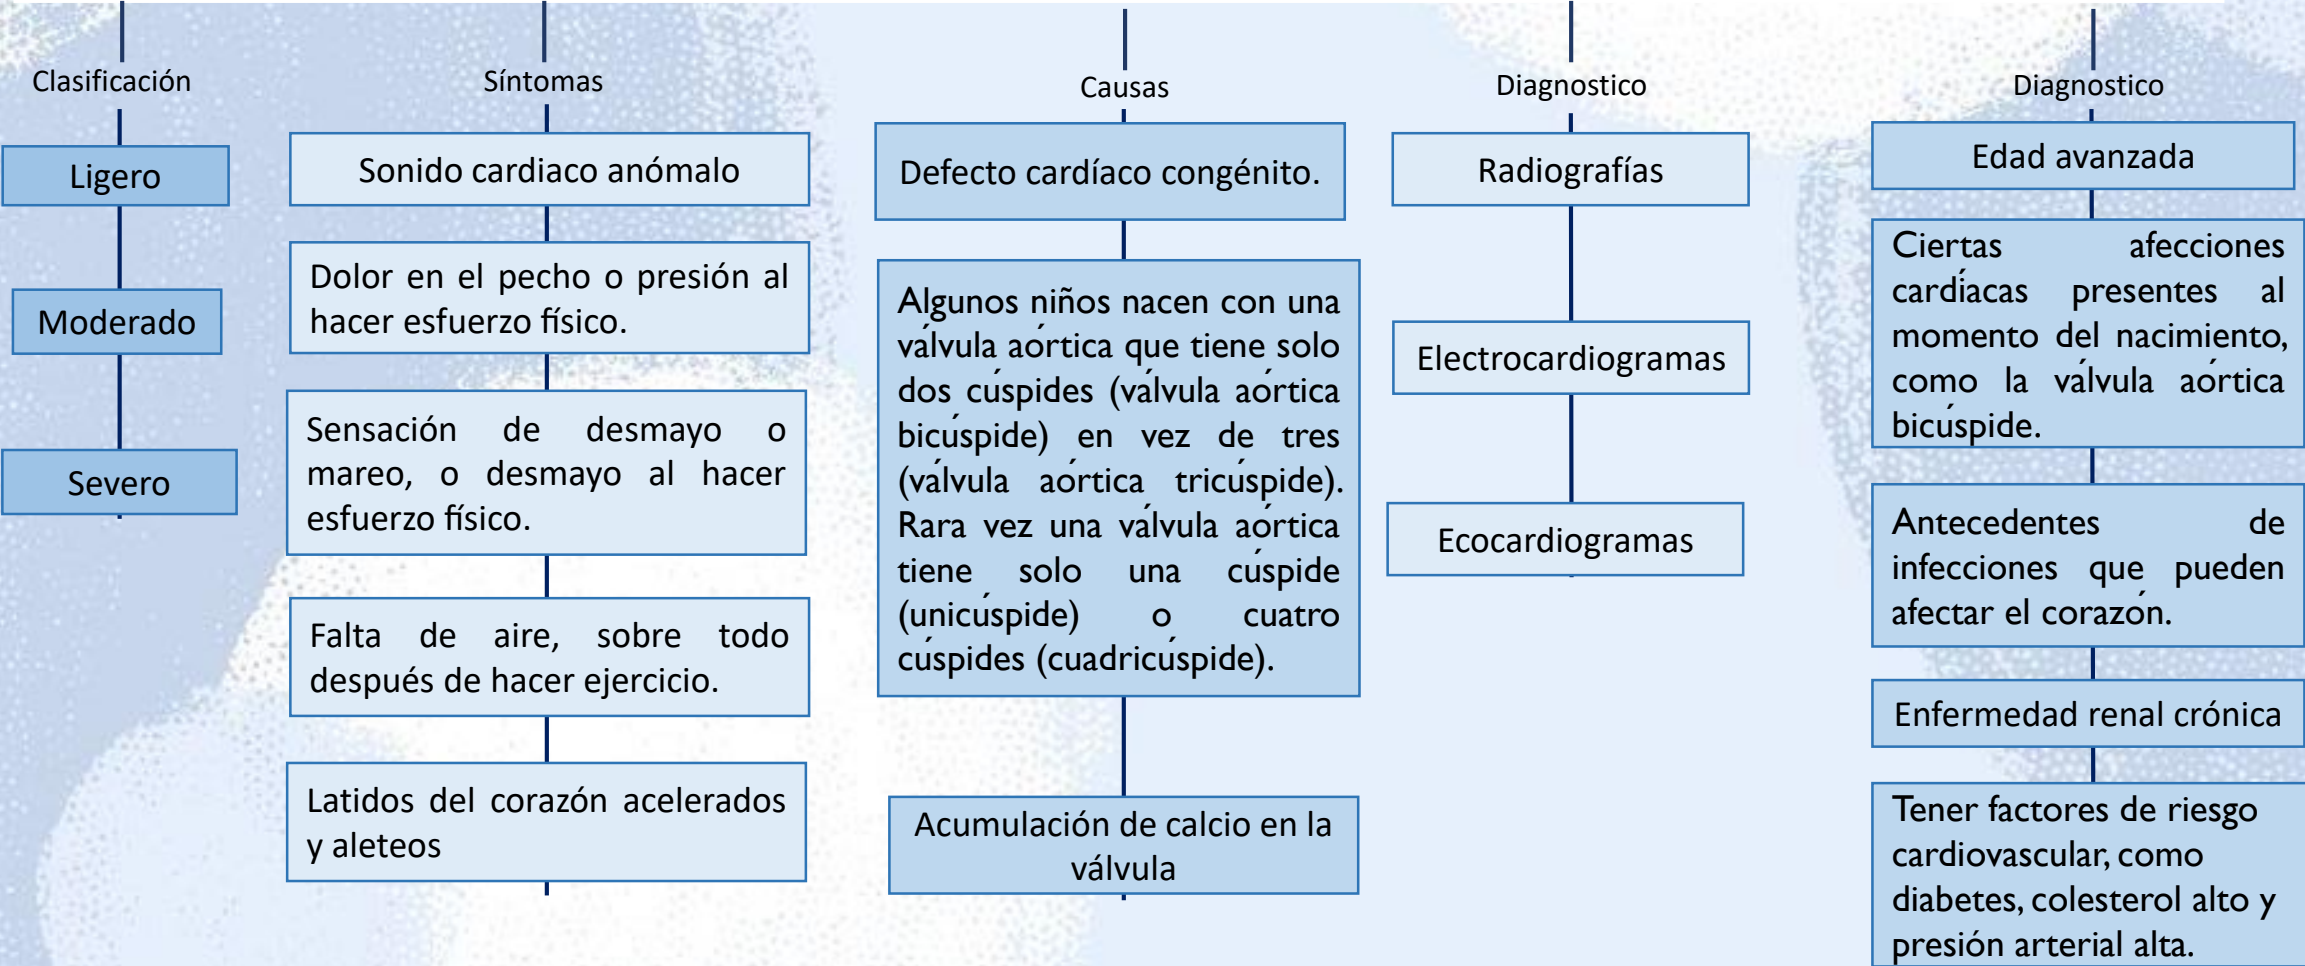 Clasificación
Ligero
Moderado
Severo
Síntomas
Sonido cardiaco anómalo
Dolor en el pecho o presión al
hacer esfuerzo físico.
Sensación de desmayo o
mareo, o desmayo al hacer
esfuerzo físico.
Falta de aire, sobre todo
después de hacer ejercicio.
Latidos del corazón acelerados
y aleteos
Causas
Defecto cardíaco congénito.
Algunos niños nacen con una
válvula aórtica que tiene solo
dos cúspides (válvula aórtica
bicúspide) en vez de tres
(válvula aórtica tricúspide).
Rara vez una válvula aórtica
tiene solo una cúspide
(unicúspide) o cuatro
cúspides (cuadricúspide).
Acumulación de calcio en la
válvula
Diagnostico
Radiografías
Electrocardiogramas
Ecocardiogramas
Diagnostico
Edad avanzada
Ciertas afecciones
cardíacas presentes al
momento del nacimiento,
como la válvula aórtica
bicúspide.
Antecedentes de
infecciones que pueden
afectar el corazón.
Enfermedad renal crónica
Tener factores de riesgo
cardiovascular, como
diabetes, colesterol alto y
presión arterial alta.